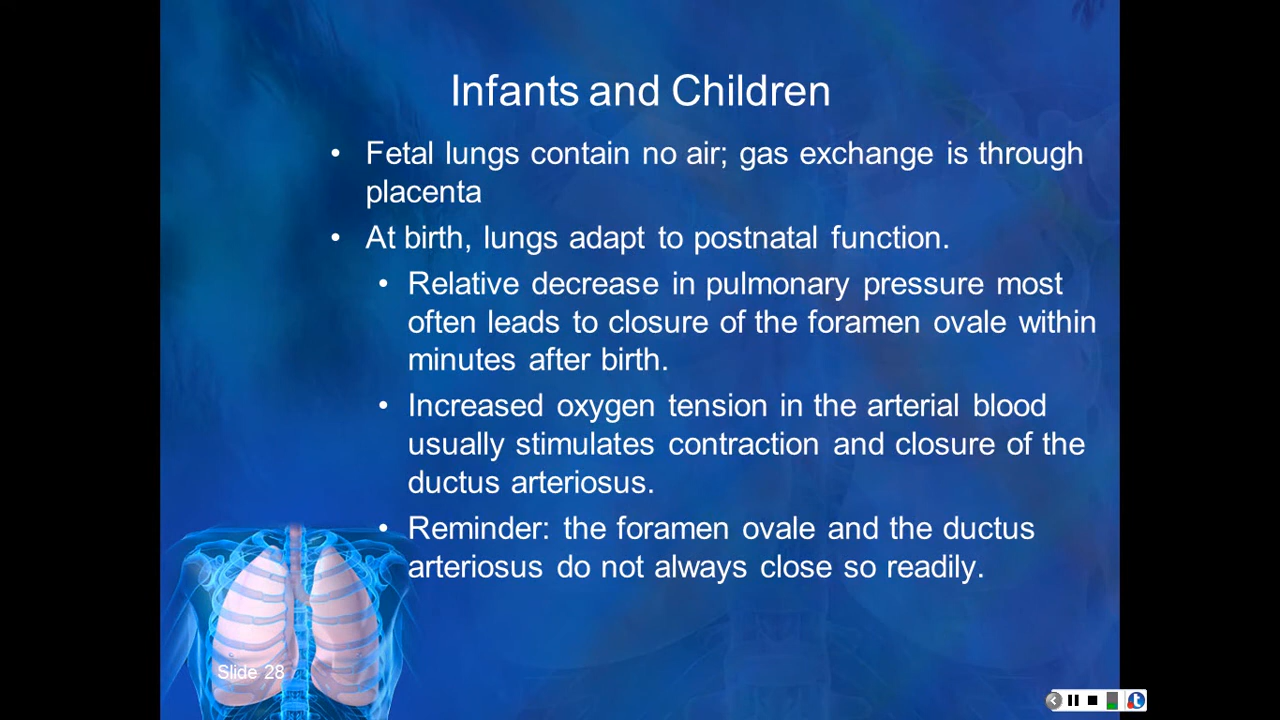 Infants and Children
• Fetal lungs contain no air; gas exchange is through
placenta
• At birth, lungs adapt to postnatal function.
• Relative decrease in pulmonary pressure most
often leads to closure of the foramen ovale within
minutes after birth.
• Increased oxygen tension in the arterial blood
usually stimulates contraction and closure of the
ductus arteriosus.
• Reminder: the foramen ovale and the ductus
arteriosus do not always close so readily.
Slide 28
t